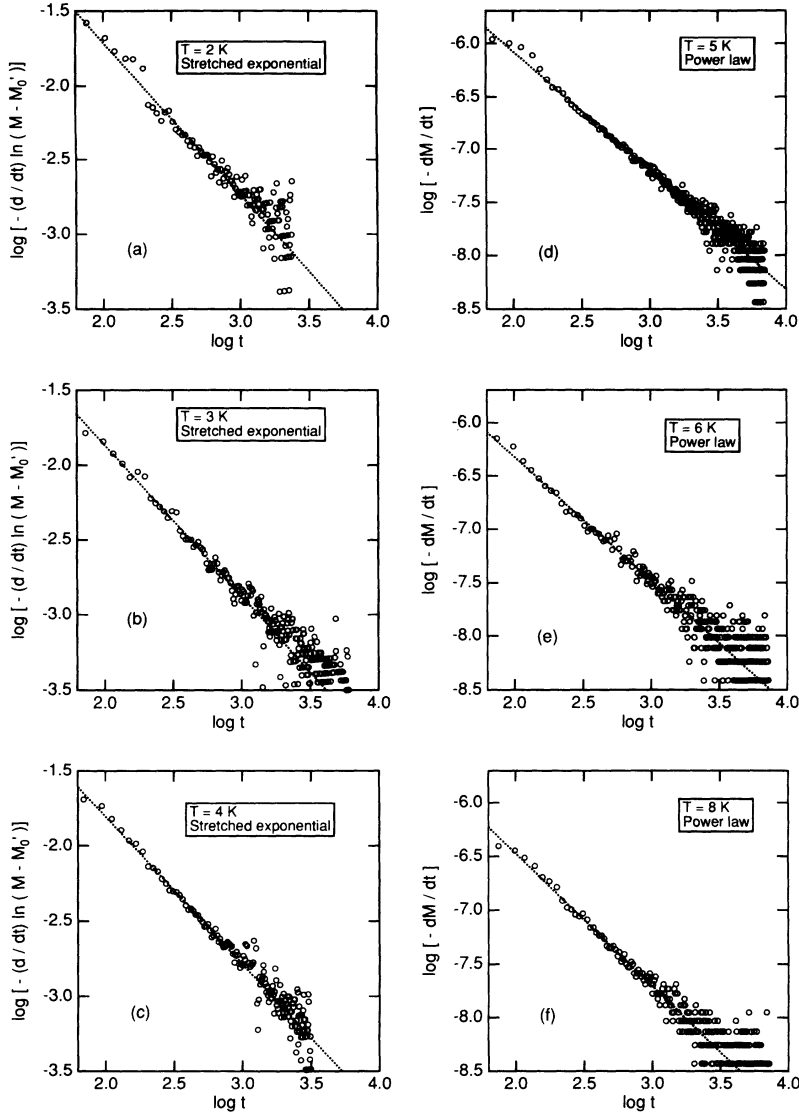 -1.5
-2.0
-2.5
-3.0
-3.5
log [ - (d / dt) ln ( M - M₀' )]
T = 2 K
Stretched exponential
(a)
2.0 2.5 3.0 3.5 4.0
log t
-6.0
-6.5
-7.0
-7.5
-8.0
-8.5
log [ - dM / dt ]
T = 5 K
Power law
(d)
2.0 2.5 3.0 3.5 4.0
log t
-1.5
-2.0
-2.5
-3.0
-3.5
log [ - (d / dt) ln ( M - M₀' )]
T = 3 K
Stretched exponential
(b)
2.0 2.5 3.0 3.5 4.0
log t
-6.0
-6.5
-7.0
-7.5
-8.0
-8.5
log [ - dM / dt ]
T = 6 K
Power law
(e)
2.0 2.5 3.0 3.5 4.0
log t
-1.5
-2.0
-2.5
-3.0
-3.5
log [ - (d / dt) ln ( M - M₀' )]
T = 4 K
Stretched exponential
(c)
2.0 2.5 3.0 3.5 4.0
log t
-6.0
-6.5
-7.0
-7.5
-8.0
-8.5
log [ - dM / dt ]
T = 8 K
Power law
(f)
2.0 2.5 3.0 3.5 4.0
log t